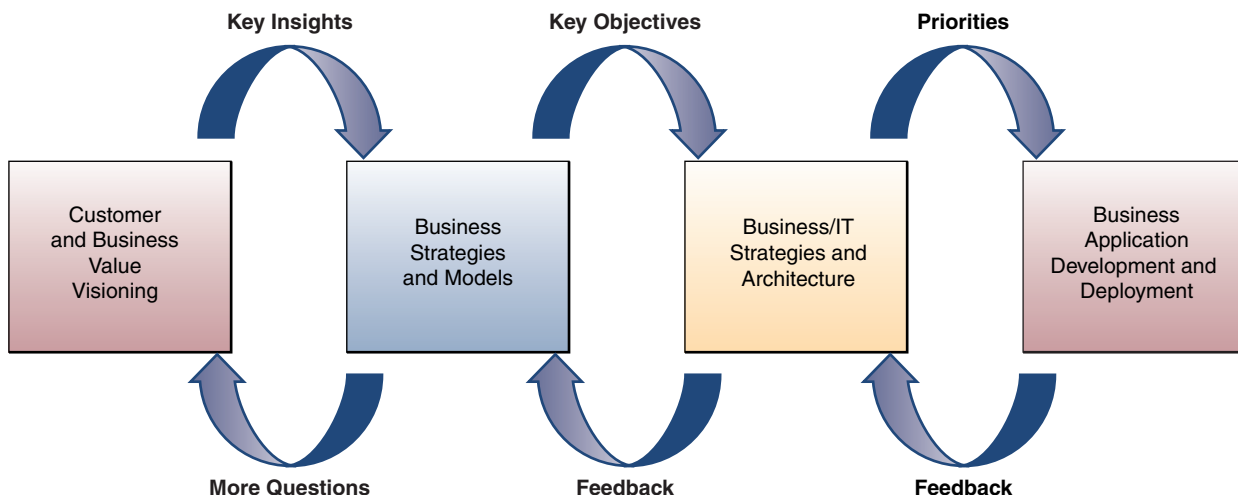 Key Insights
Key Objectives
Priorities
Customer
and Business
Value
Visioning
Business
Strategies
and Models
Business/IT
Strategies and
Architecture
Business
Application
Development and
Deployment
More Questions
Feedback
Feedback